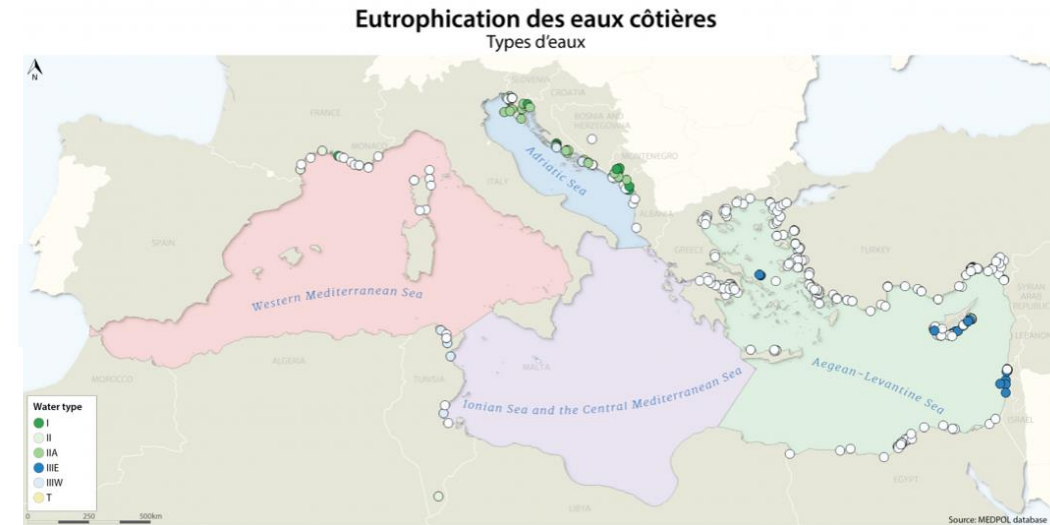 Eutrophication des eaux côtières
Types d'eaux
N
SLOVENIA
CROATIA
FRANCE
BOSNIA AND
HERZEGOVINA
MONACO
MONTENEGRO
Adriatic Sea
ITALY
ALBANIA
SPAIN
GREECE
TURKEY
Western Mediterranean Sea
SYRIAN
ARAB
REPUBLIC
LEBANON
ALGERIA
MALTA
MOROCCO
TUNISIA
Aegean-Levantine Sea
Ionian Sea and the Central Mediterranean Sea
ISRAEL
Water type
I
II
IIA
IIIE
IIIW
T
EGYPT
LIBYA
0 250 500km
Source: MEDPOL database